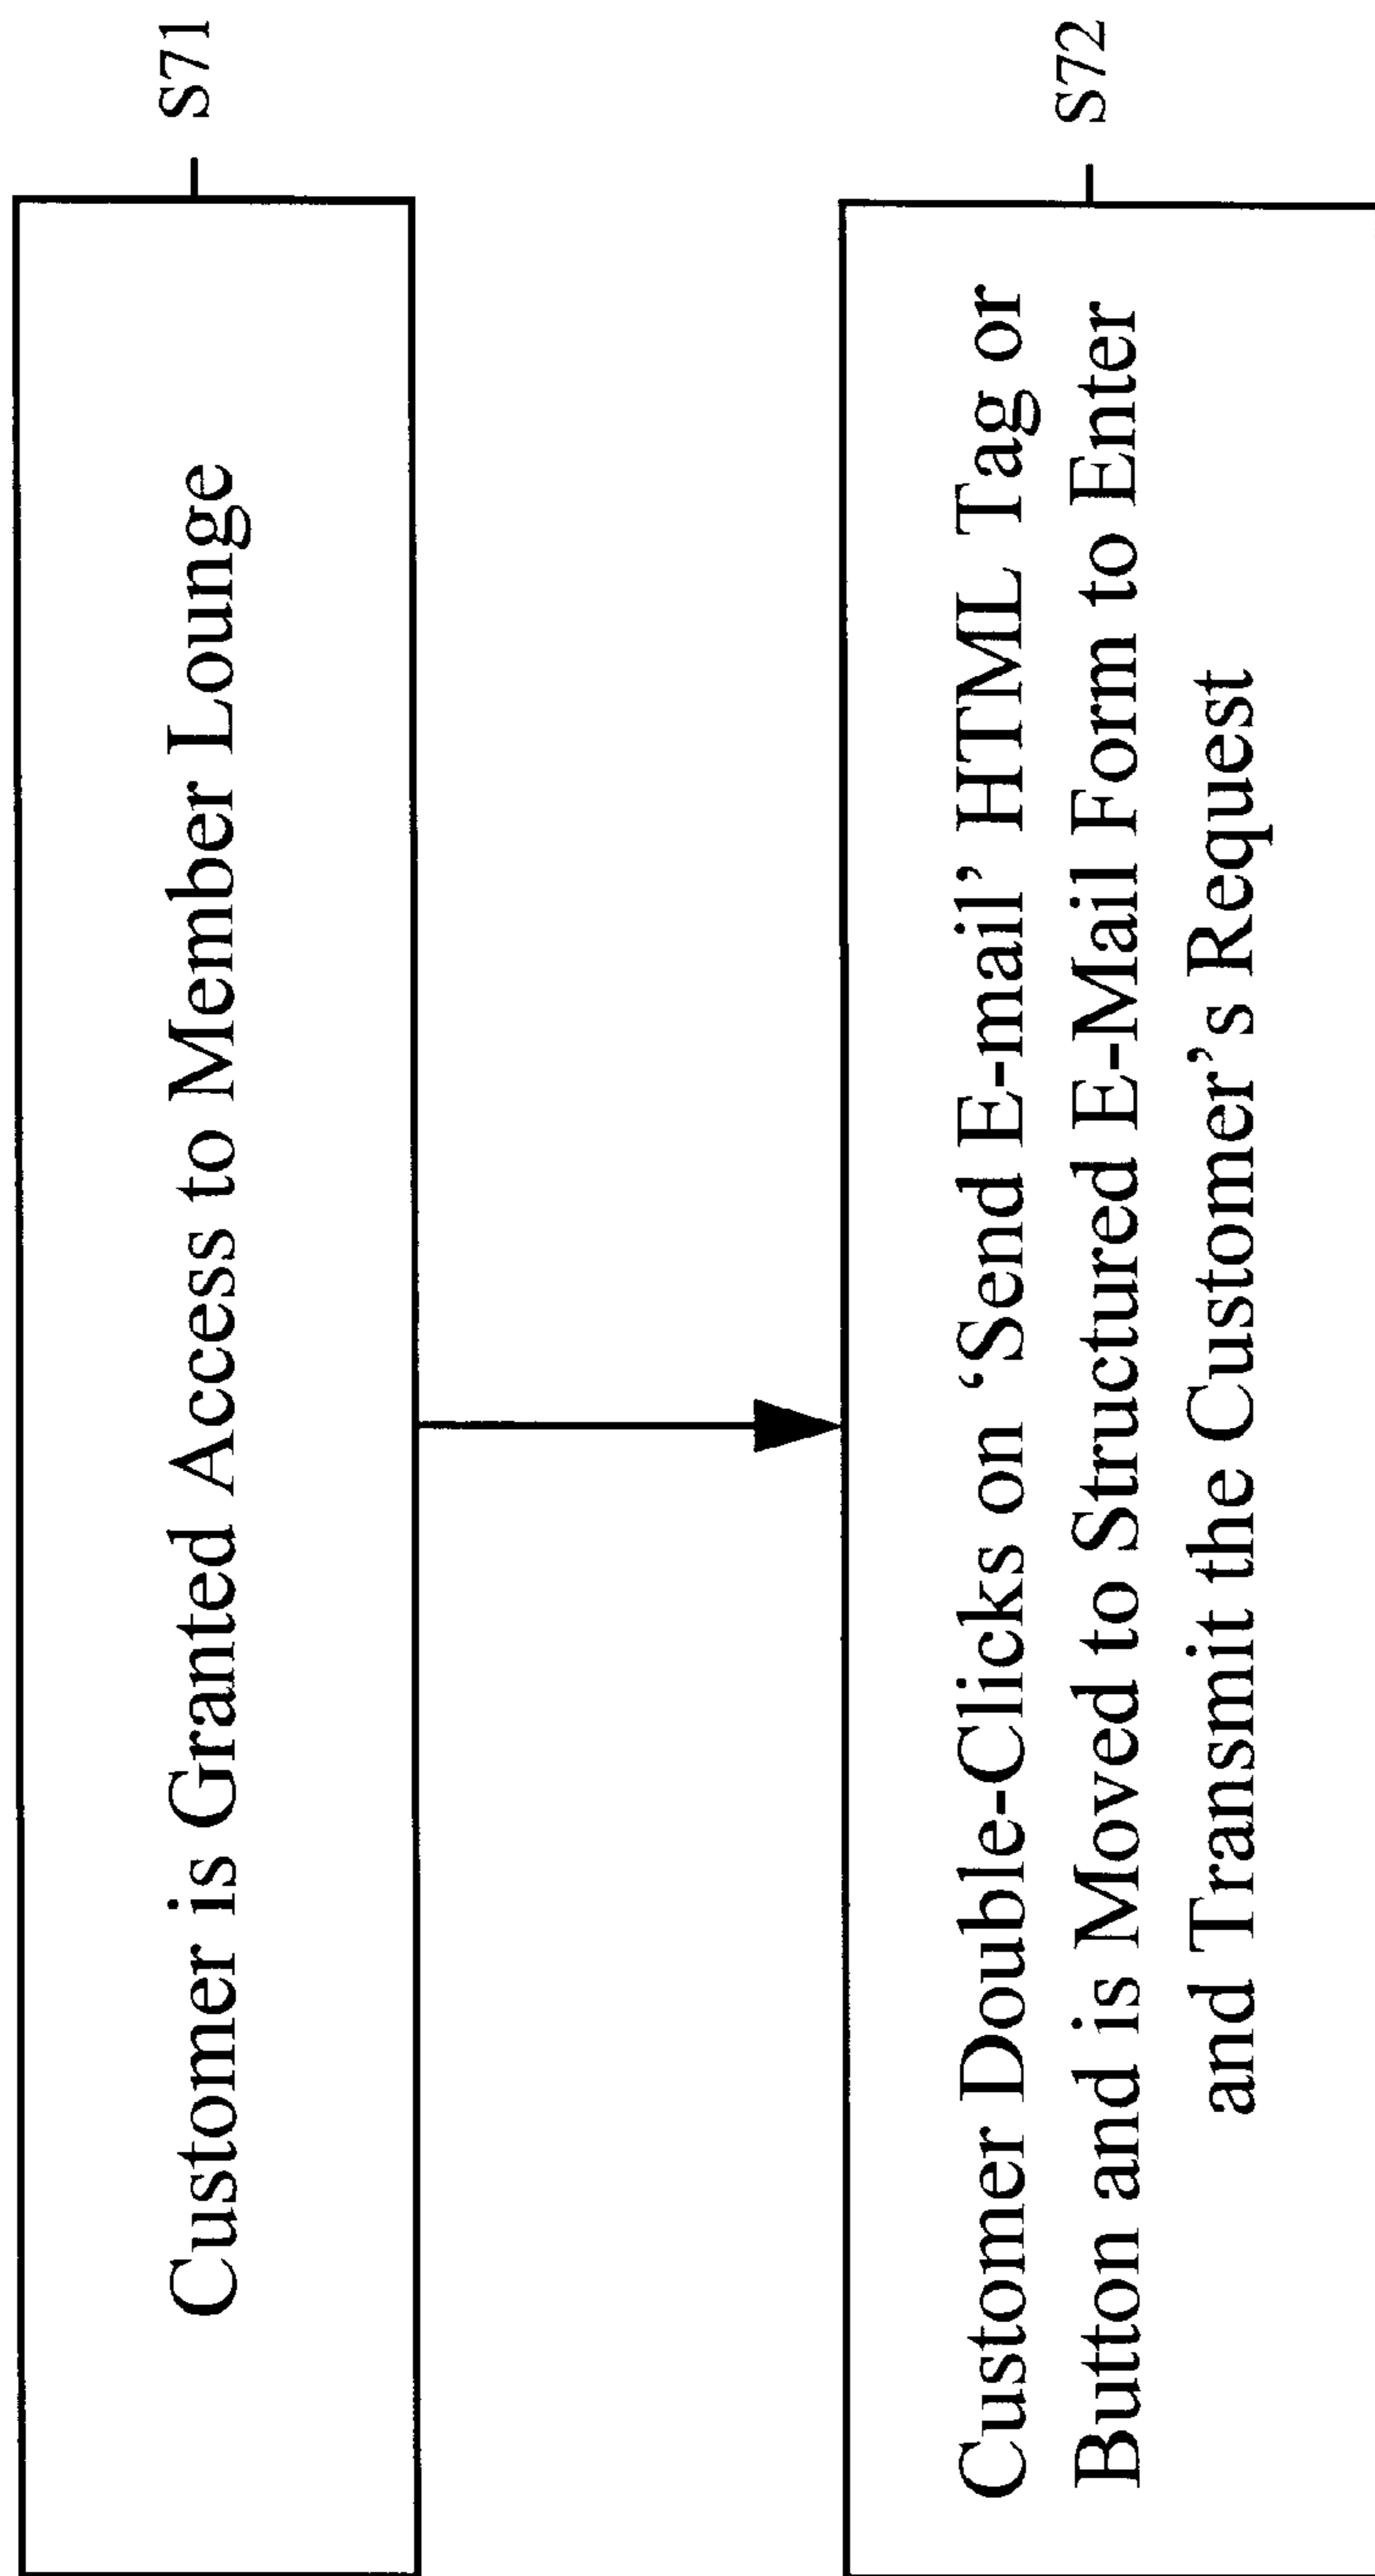 Customer is Granted Access to Member Lounge
S71
Customer Double-Clicks on ‘Send E-mail’ HTML Tag or
Button and is Moved to Structured E-Mail Form to Enter
and Transmit the Customer’s Request
S72